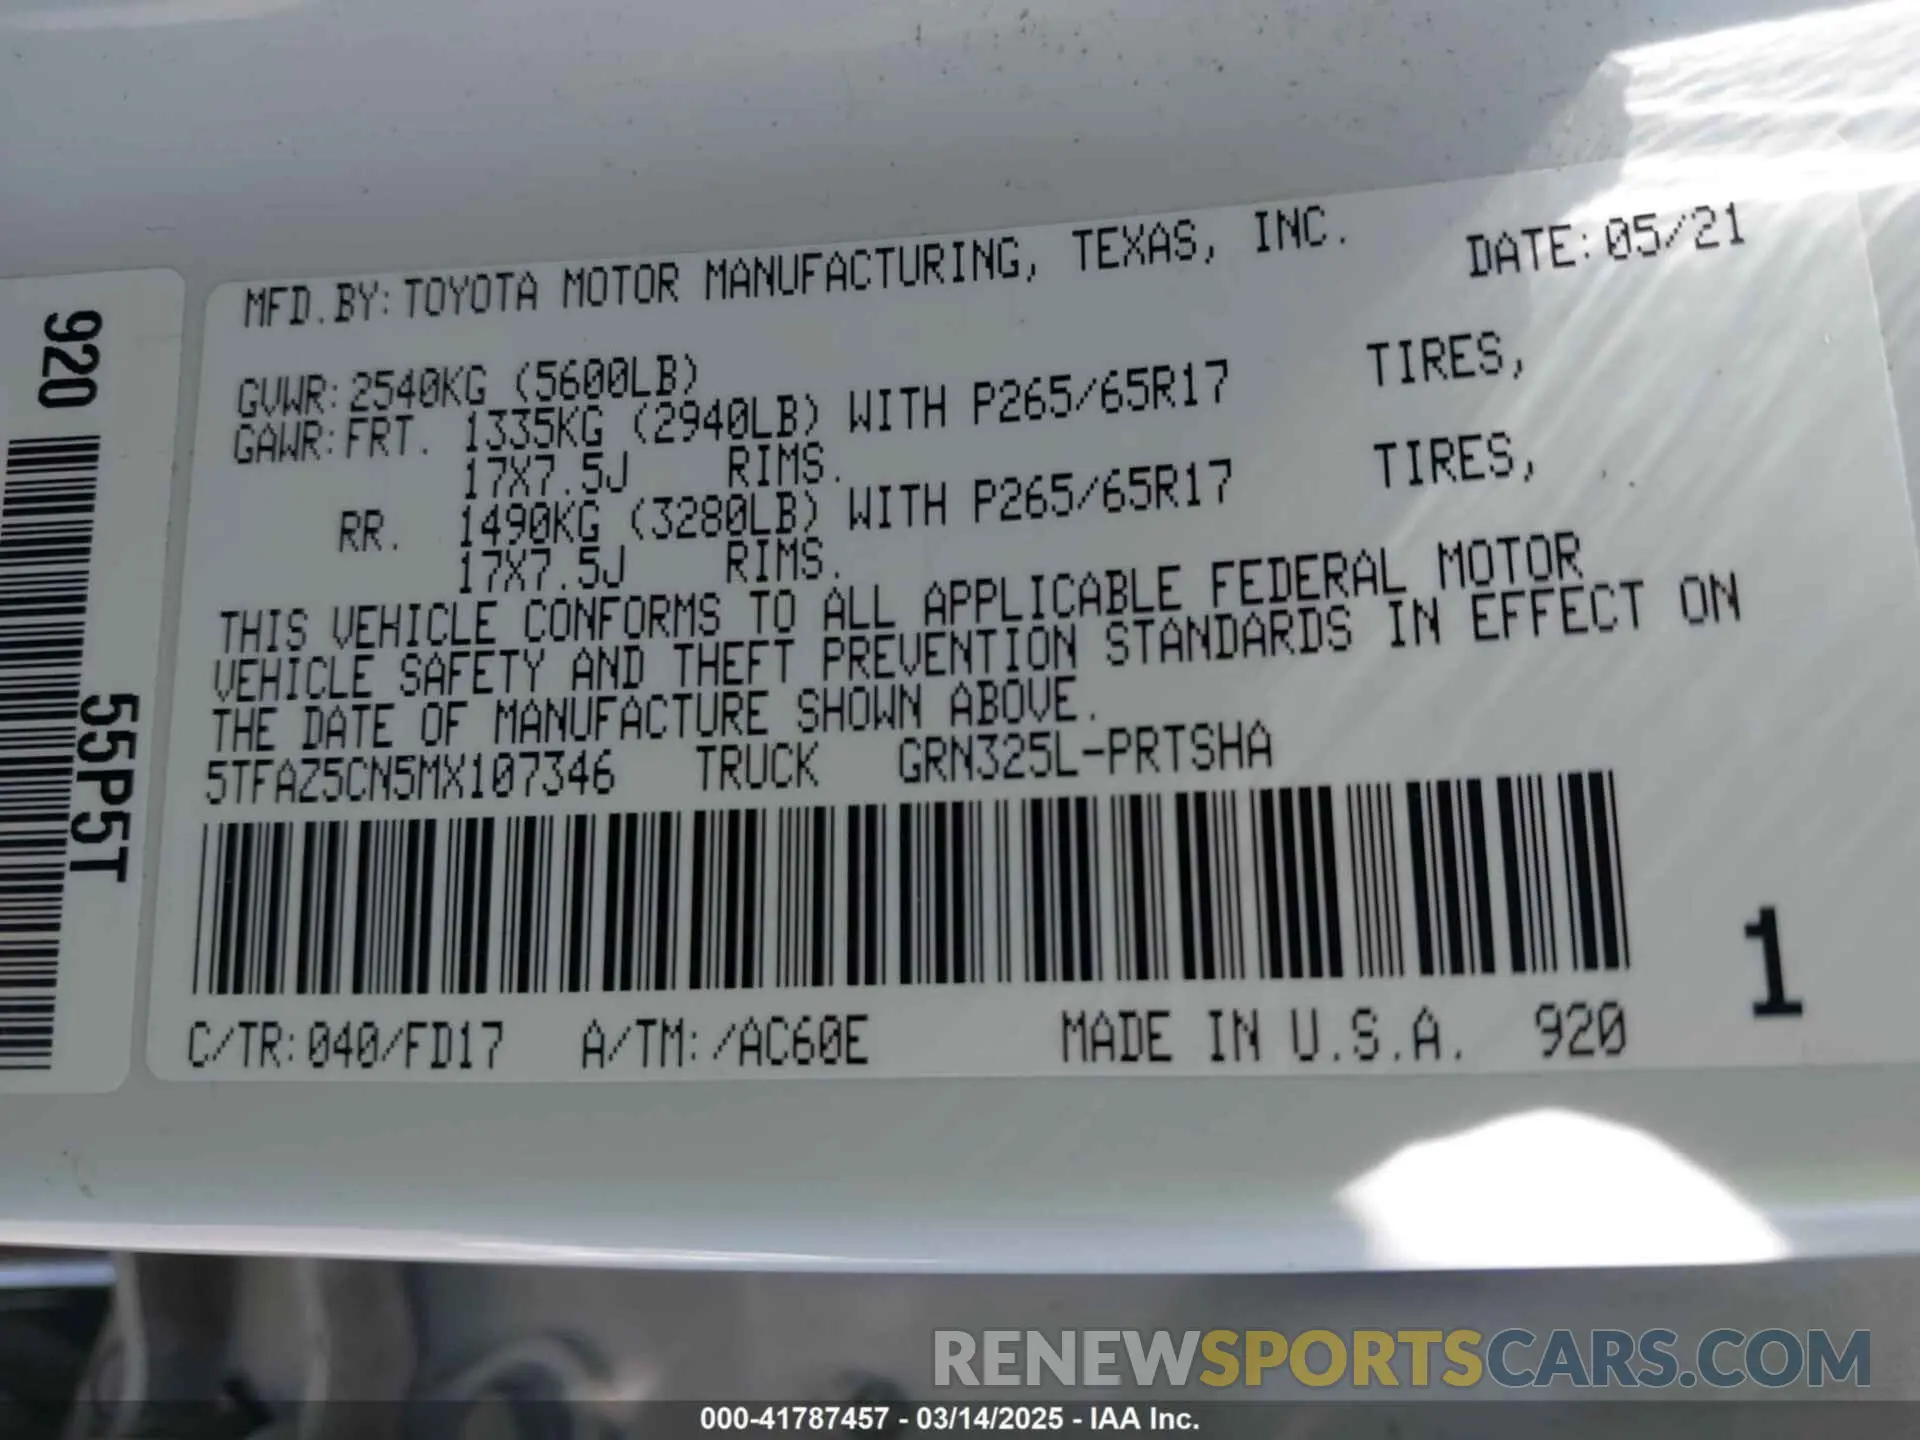 MFD.BY:TOYOTA MOTOR MANUFACTURING, TEXAS, INC. DATE:05/21
GVWR:2540KG (5600LB)
GAWR:FRT. 1335KG (2940LB) WITH P265/65R17 TIRES,
17X7.5J RIMS.
RR. 1490KG (3280LB) WITH P265/65R17 TIRES,
17X7.5J RIMS.
THIS VEHICLE CONFORMS TO ALL APPLICABLE FEDERAL MOTOR
VEHICLE SAFETY AND THEFT PREVENTION STANDARDS IN EFFECT ON
THE DATE OF MANUFACTURE SHOWN ABOVE.
5TFAZ5CN5MX107346 TRUCK GRN325L-PRTSHA
C/TR:040/FD17 A/TM:/AC60E MADE IN U.S.A. 920
1
920
55P5T
RENEWSPORTSCARS.COM
000-41787457 - 03/14/2025 - IAA Inc.